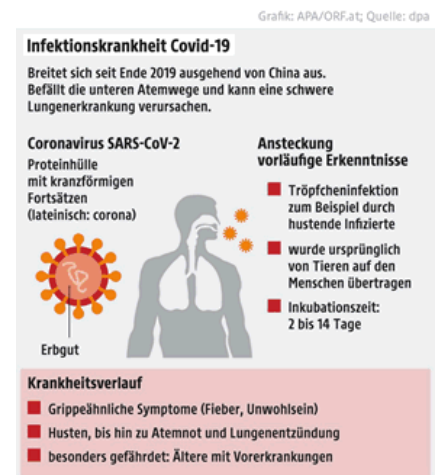 Grafik: APA/ORF.at; Quelle: dpa
Infektionskrankheit Covid-19
Breitet sich seit Ende 2019 ausgehend von China aus.
Befällt die unteren Atemwege und kann eine schwere
Lungenerkrankung verursachen.
Coronavirus SARS-CoV-2
Proteinhülle
mit kranzförmigen
Fortsätzen
(lateinisch: corona)
Erbgut
Ansteckung
vorläufige Erkenntnisse
Tröpfcheninfektion
zum Beispiel durch
hustende Infizierte
wurde ursprünglich
von Tieren auf den
Menschen übertragen
Inkubationszeit:
2 bis 14 Tage
Krankheitsverlauf
Grippeähnliche Symptome (Fieber, Unwohlsein)
Husten, bis hin zu Atemnot und Lungenentzündung
besonders gefährdet: Ältere mit Vorerkrankungen